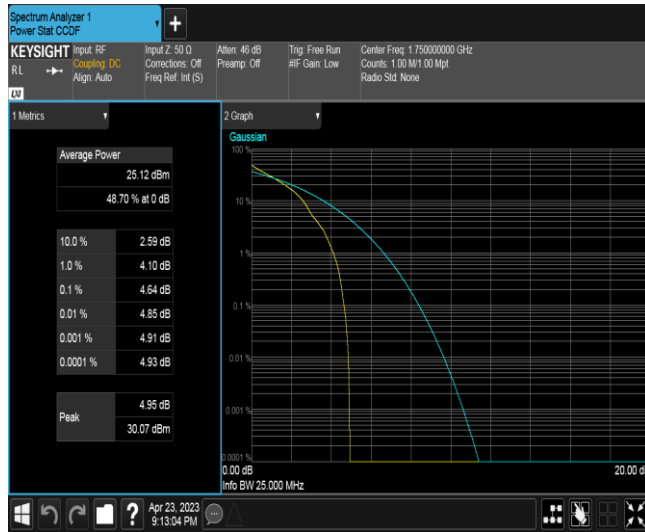 Spectrum Analyzer 1
Power Stat CCDF
+
KEYSIGHT
RL
LXI
Input: RF
Coupling: DC
Align: Auto
Input Z: 50 Ω
Corrections: Off
Freq Ref: Int (S)
Atten: 46 dB
Preamp: Off
Trig: Free Run
#IF Gain: Low
Center Freq: 1.750000000 GHz
Counts: 1.00 M/1.00 Mpt
Radio Std: None
1 Metrics
Average Power
25.12 dBm
48.70 % at 0 dB
10.0 % 2.59 dB
1.0 % 4.10 dB
0.1 % 4.64 dB
0.01 % 4.85 dB
0.001 % 4.91 dB
0.0001 % 4.93 dB
Peak 4.95 dB
30.07 dBm
2 Graph
Gaussian
100 %
10 %
1 %
0.1 %
0.01 %
0.001 %
0.0001 %
0.00 dB 20.00 d
Info BW 25.000 MHz
?
Apr 23, 2023
9:13:04 PM